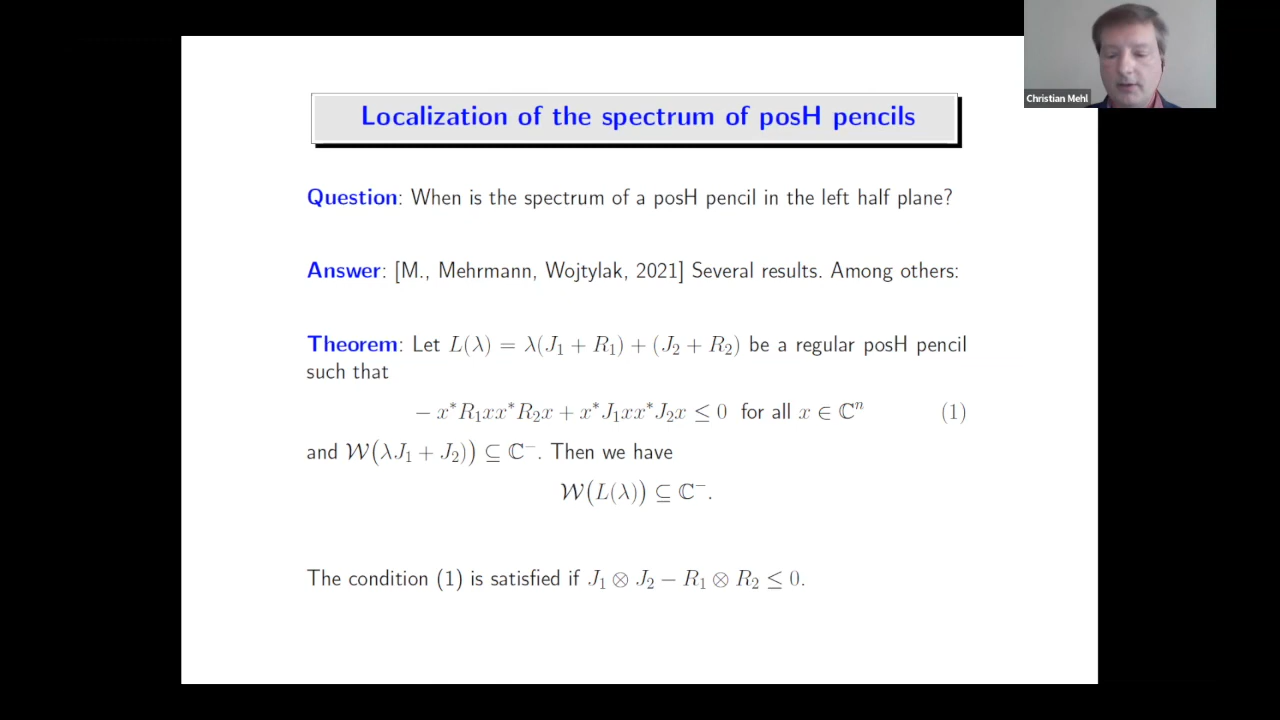 Christian Mehl
Localization of the spectrum of posH pencils
Question: When is the spectrum of a posH pencil in the left half plane?
Answer: [M., Mehrmann, Wojtylak, 2021] Several results. Among others:
Theorem: Let L(λ) = λ(J₁ + R₁) + (J₂ + R₂) be a regular posH pencil
such that
− x*R₁xx*R₂x + x*J₁xx*J₂x ≤ 0 for all x ∈ ℂⁿ (1)
and 𝒲(λJ₁ + J₂)) ⊆ ℂ⁻. Then we have
𝒲(L(λ)) ⊆ ℂ⁻.
The condition (1) is satisfied if J₁ ⊗ J₂ − R₁ ⊗ R₂ ≤ 0.